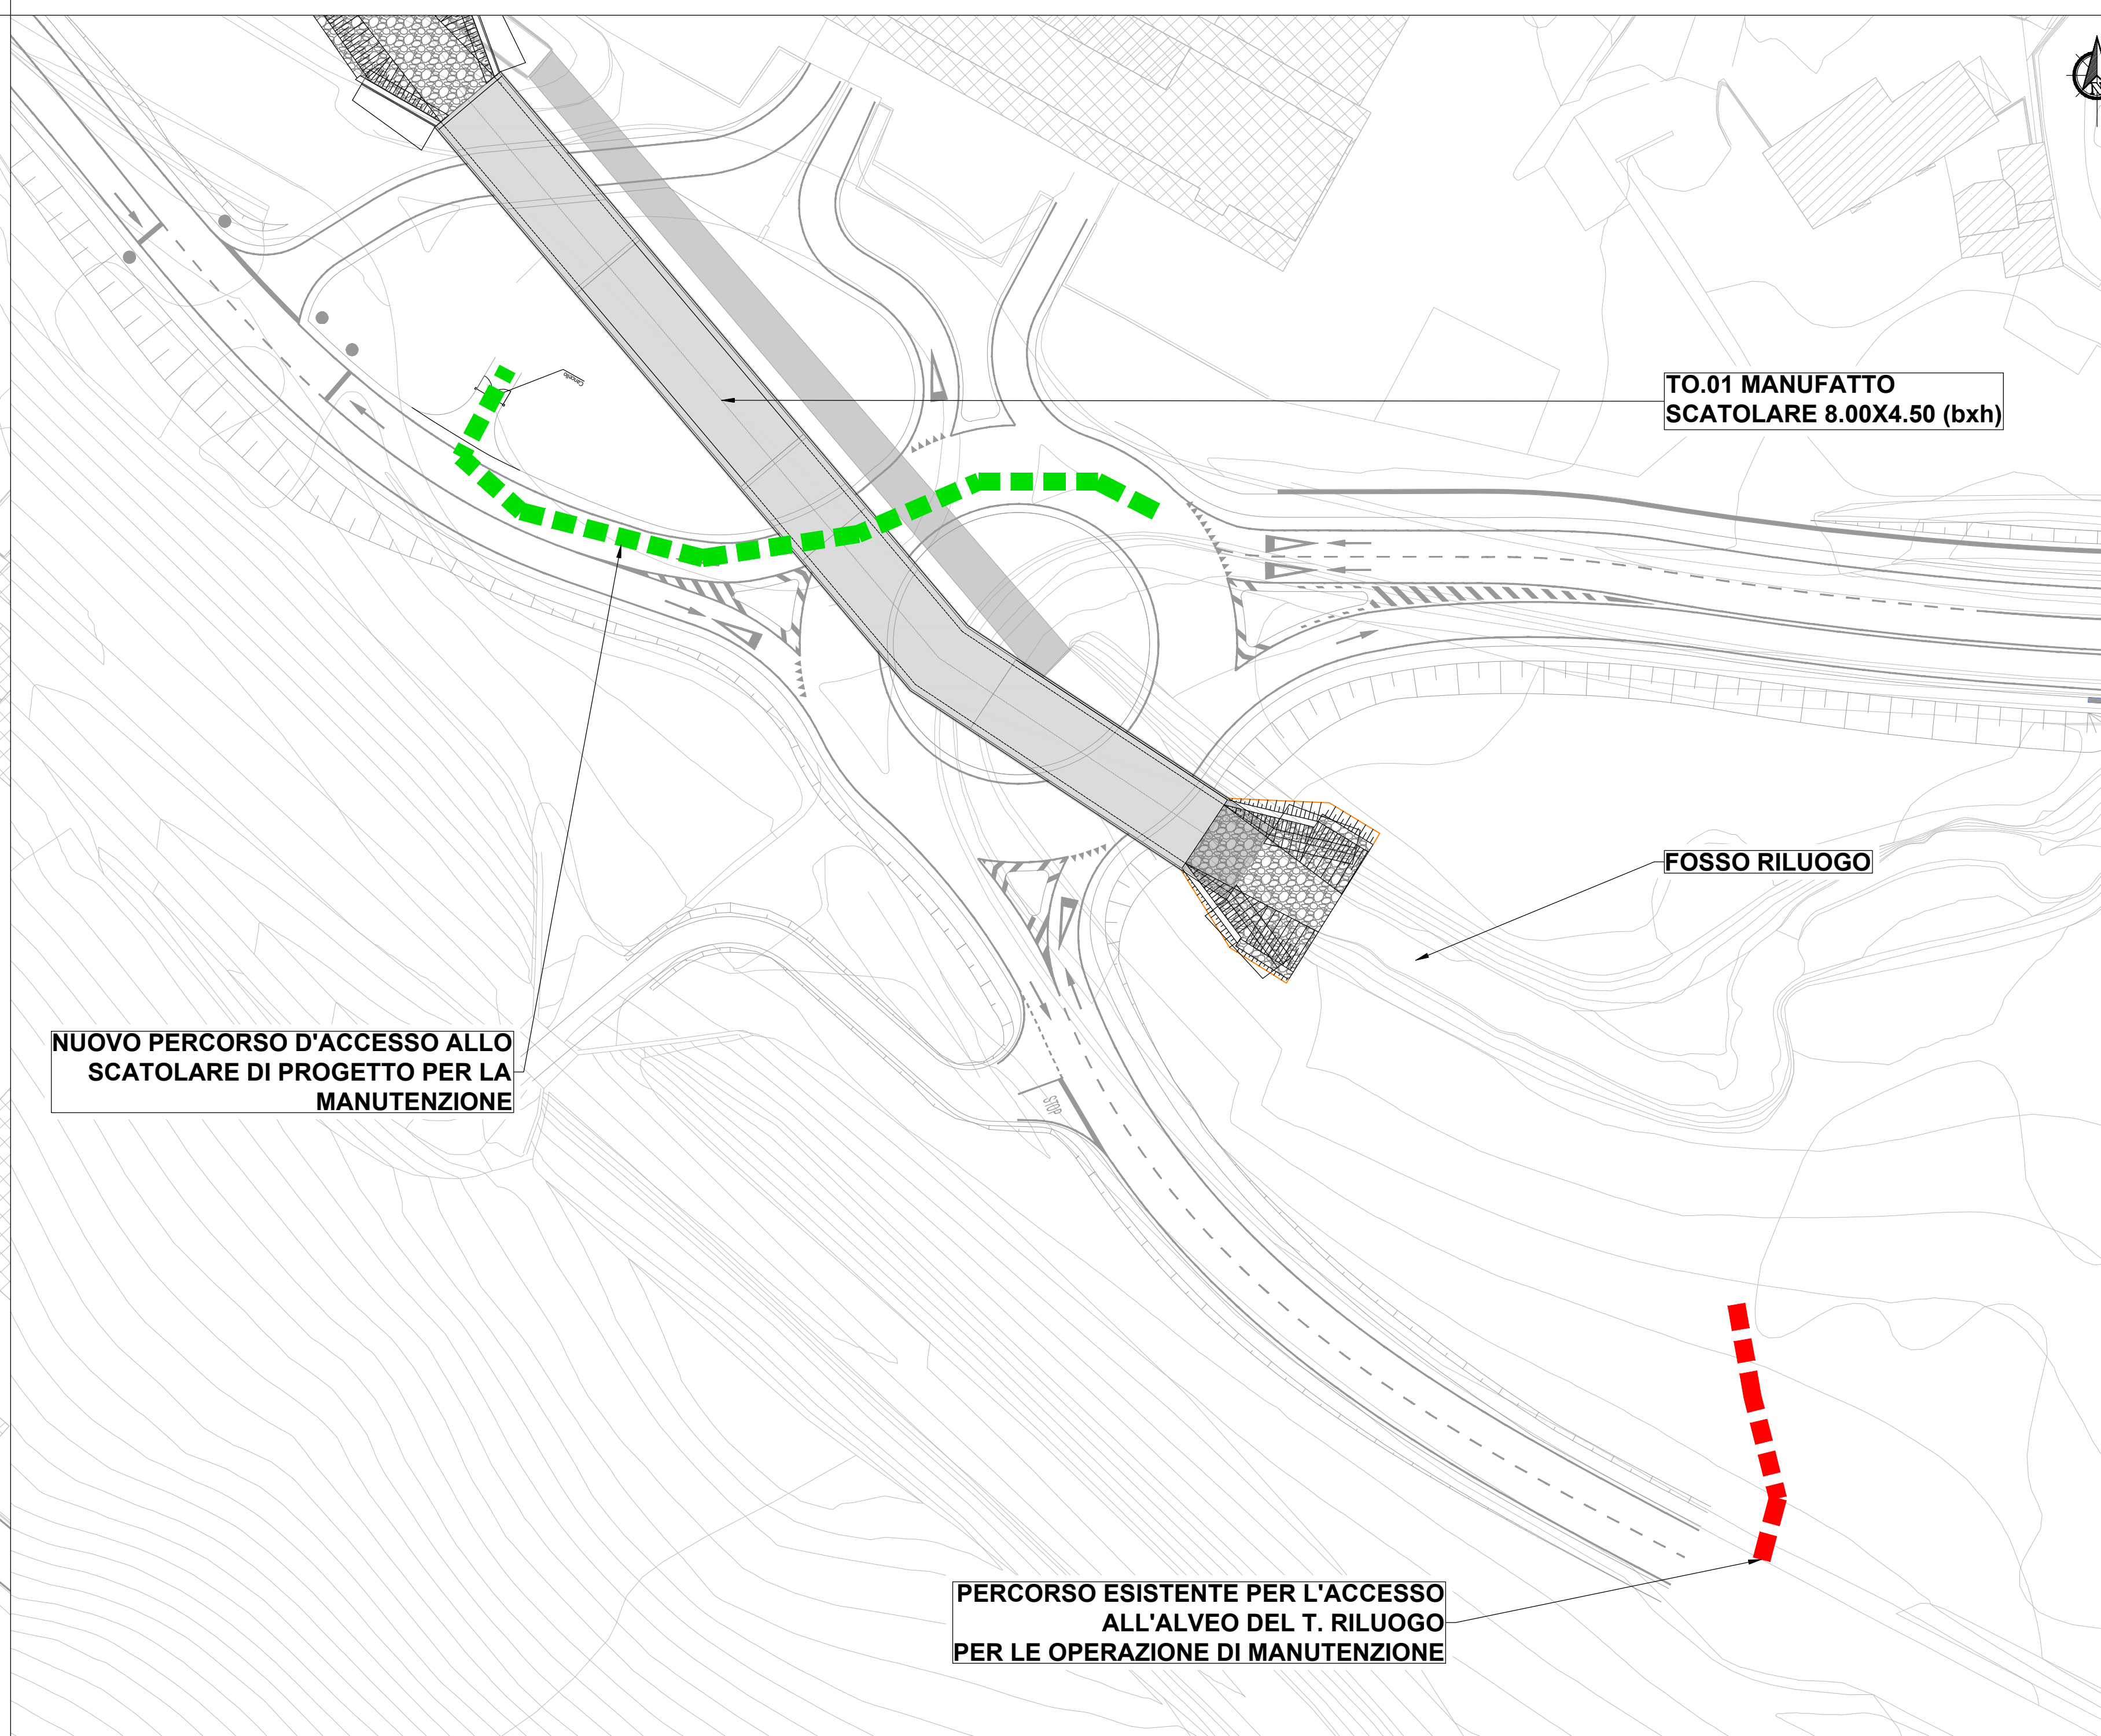 N
Cancello
TO.01 MANUFATTO
SCATOLARE 8.00X4.50 (bxh)
FOSSO RILUOGO
NUOVO PERCORSO D'ACCESSO ALLO
SCATOLARE DI PROGETTO PER LA
MANUTENZIONE
STOP
PERCORSO ESISTENTE PER L'ACCESSO
ALL'ALVEO DEL T. RILUOGO
PER LE OPERAZIONE DI MANUTENZIONE